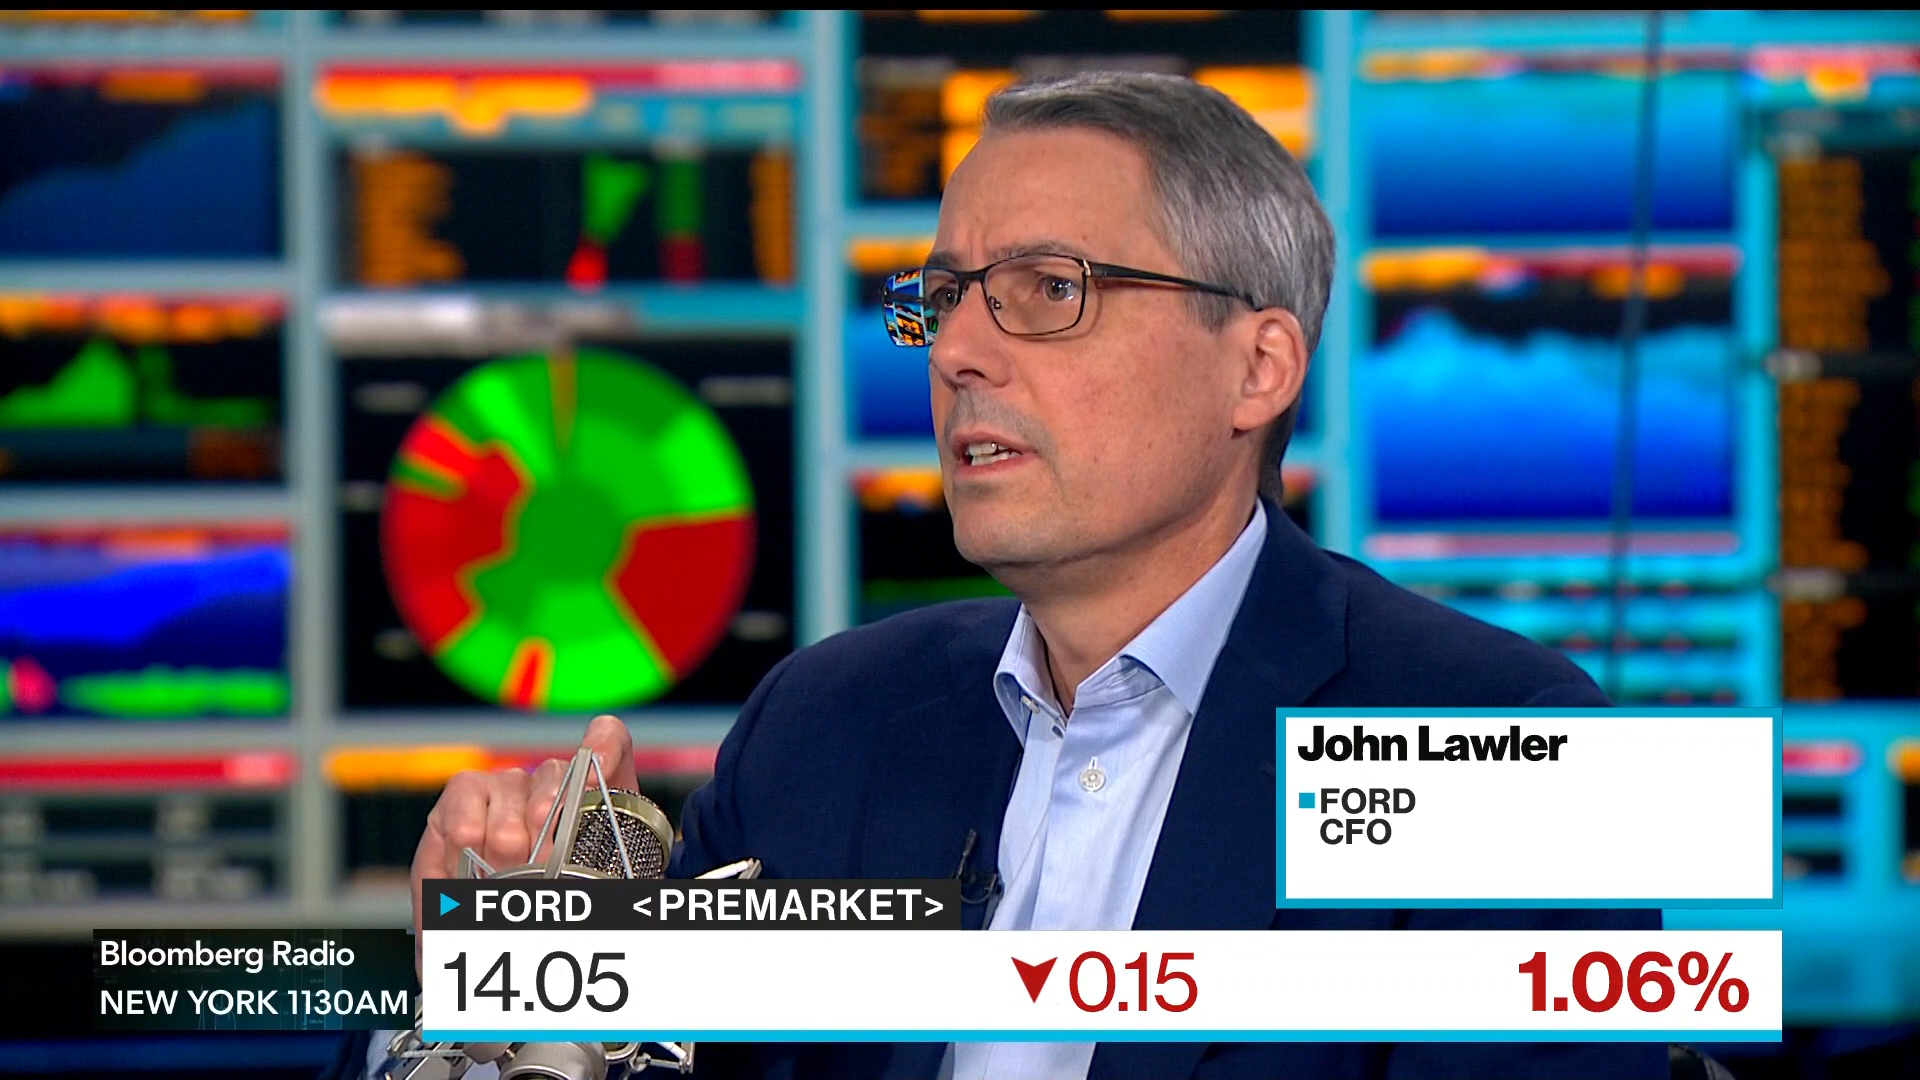 John Lawler
FORD
CFO
FORD <PREMARKET>
Bloomberg Radio
NEW YORK 1130AM
14.05 0.15 1.06%